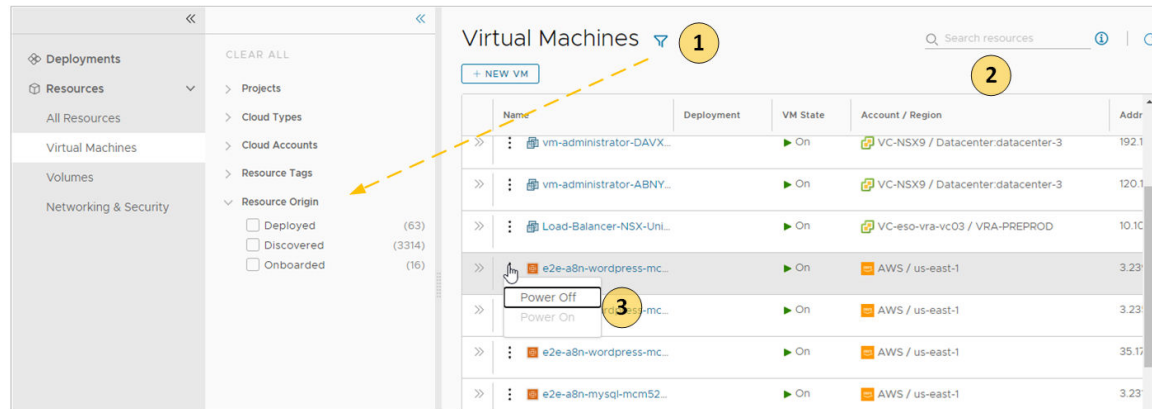 «
«
Deployments
Resources
All Resources
Virtual Machines
Volumes
Networking & Security
CLEAR ALL
Projects
Cloud Types
Cloud Accounts
Resource Tags
Resource Origin
Deployed (63)
Discovered (3314)
Onboarded (16)
Virtual Machines
1
Search resources
2
+ NEW VM
Name Deployment VM State Account / Region Addr
vm-administrator-DAVX... On VC-NSX9 / Datacenter:datacenter-3 192.1
vm-administrator-ABNY... On VC-NSX9 / Datacenter:datacenter-3 120.1
Load-Balancer-NSX-Uni... On VC-eso-vra-vc03 / VRA-PREPROD 10.10
e2e-a8n-wordpress-mc... On AWS / us-east-1 3.23
Power Off
3
Power On
dpress-mc... On AWS / us-east-1 3.23
e2e-a8n-wordpress-mc... On AWS / us-east-1 35.17
e2e-a8n-mysql-mcm52... On AWS / us-east-1 3.23